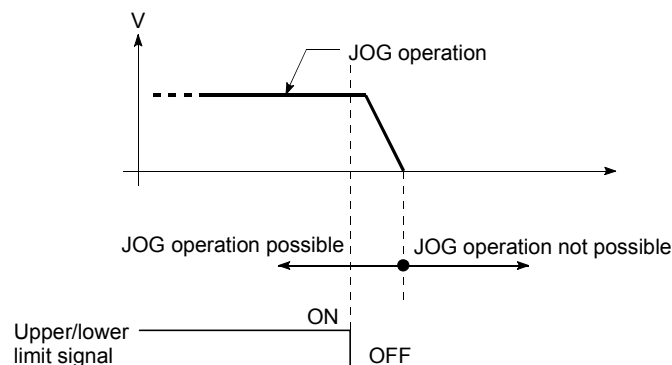 V
JOG operation
JOG operation possible
JOG operation not possible
ON
Upper/lower
limit signal
OFF